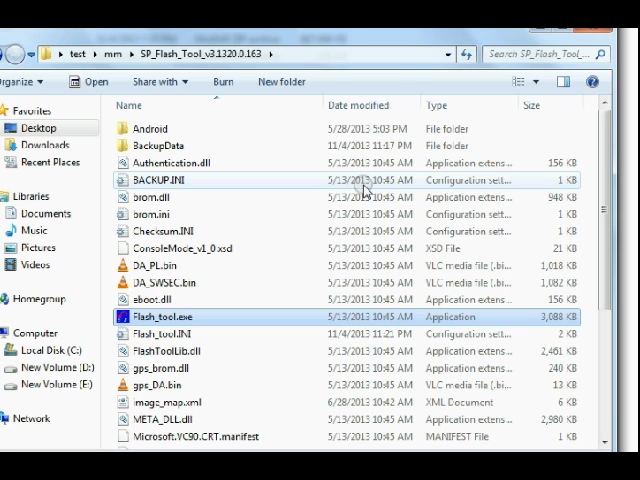 test ▸ mm ▸ SP_Flash_Tool_v3.1320.0.163 ▸
Search SP_Flash_Tool_...
Organize Open Share with Burn New folder
Name Date modified Type Size
Favorites
Desktop
Downloads
Recent Places
Libraries
Documents
Music
Pictures
Videos
Homegroup
Computer
Local Disk (C:)
New Volume (D:)
New Volume (E:)
Network
Android 5/28/2013 5:03 PM File folder
BackupData 11/4/2013 11:17 PM File folder
Authentication.dll 5/13/2013 10:45 AM Application extens... 156 KB
BACKUP.INI 5/13/2013 10:45 AM Configuration sett... 1 KB
brom.dll 5/13/2013 10:45 AM Application extens... 948 KB
brom.ini 5/13/2013 10:45 AM Configuration sett... 1 KB
Checksum.INI 5/13/2013 10:45 AM Configuration sett... 1 KB
ConsoleMode_v1_0.xsd 5/13/2013 10:45 AM XSD File 21 KB
DA_PL.bin 5/13/2013 10:45 AM VLC media file (.bi... 1,018 KB
DA_SWSEC.bin 5/13/2013 10:45 AM VLC media file (.bi... 1,082 KB
eboot.dll 5/13/2013 10:45 AM Application extens... 156 KB
Flash_tool.exe 5/13/2013 10:45 AM Application 3,088 KB
Flash_tool.INI 11/4/2013 11:21 PM Configuration sett... 2 KB
FlashToolLib.dll 5/13/2013 10:45 AM Application extens... 2,461 KB
gps_brom.dll 5/13/2013 10:45 AM Application extens... 240 KB
gps_DA.bin 5/13/2013 10:45 AM VLC media file (.bi... 13 KB
image_map.xml 6/28/2013 10:42 AM XML Document 6 KB
META_DLL.dll 5/13/2013 10:45 AM Application extens... 2,980 KB
Microsoft.VC90.CRT.manifest 5/13/2013 10:45 AM MANIFEST File 1 KB